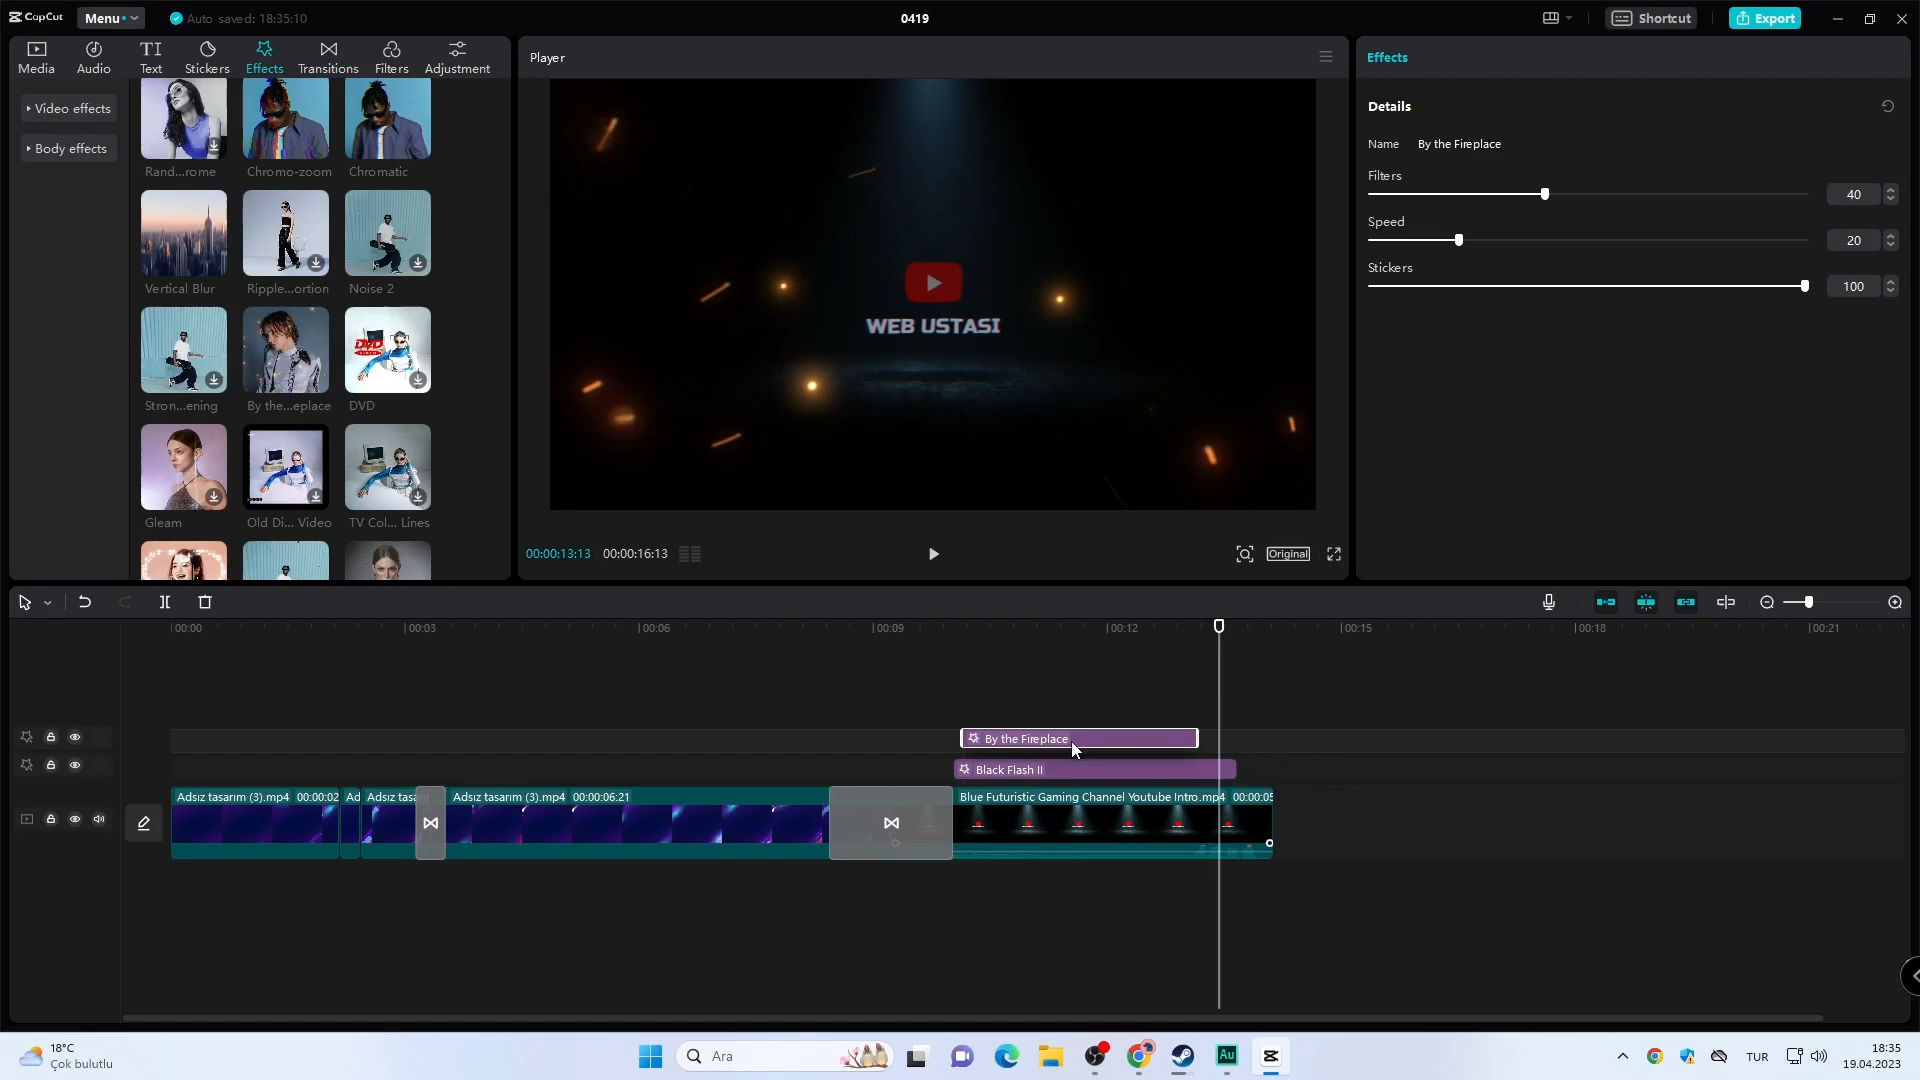 CapCut
Menu
Auto saved: 18:35:10
0419
Shortcut
Export
Media
Audio
Text
Stickers
Effects
Transitions
Filters
Adjustment
Video effects
Body effects
Rand...rome
Chromo-zoom
Chromatic
Vertical Blur
Ripple...ortion
Noise 2
Stron...ening
By the...eplace
DVD
Gleam
Old Di... Video
TV Col... Lines
Player
WEB USTASI
00:00:13:13
00:00:16:13
Original
Effects
Details
Name By the Fireplace
Filters
40
Speed
20
Stickers
100
00:00
00:03
00:06
00:09
00:12
00:15
00:18
00:21
By the Fireplace
Black Flash II
Adsız tasarım (3).mp4 00:00:02
Ad
Adsız tasarı
Adsız tasarım (3).mp4 00:00:06:21
Blue Futuristic Gaming Channel Youtube Intro.mp4 00:00:05
18°C
Çok bulutlu
Ara
Au
TUR
18:35
19.04.2023